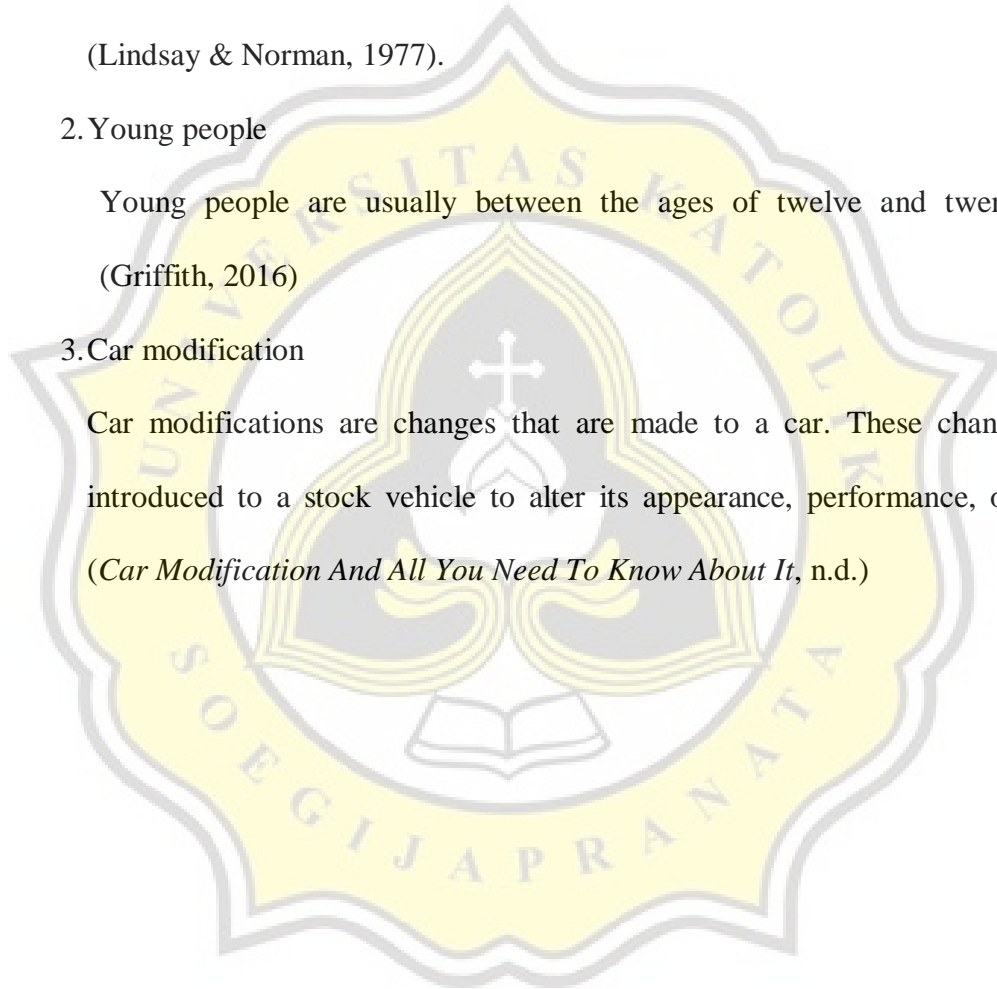 (Lindsay & Norman, 1977).
2. Young people
Young people are usually between the ages of twelve and
(Griffith, 2016)
3. Car modification
Car modifications are changes that are made to a car. These
introduced to a stock vehicle to alter its appearance, performance,
(Car Modification And All You Need To Know About It, n.d.)
UNIVERSITAS KATOLIK
SOEGIJAPRANATA